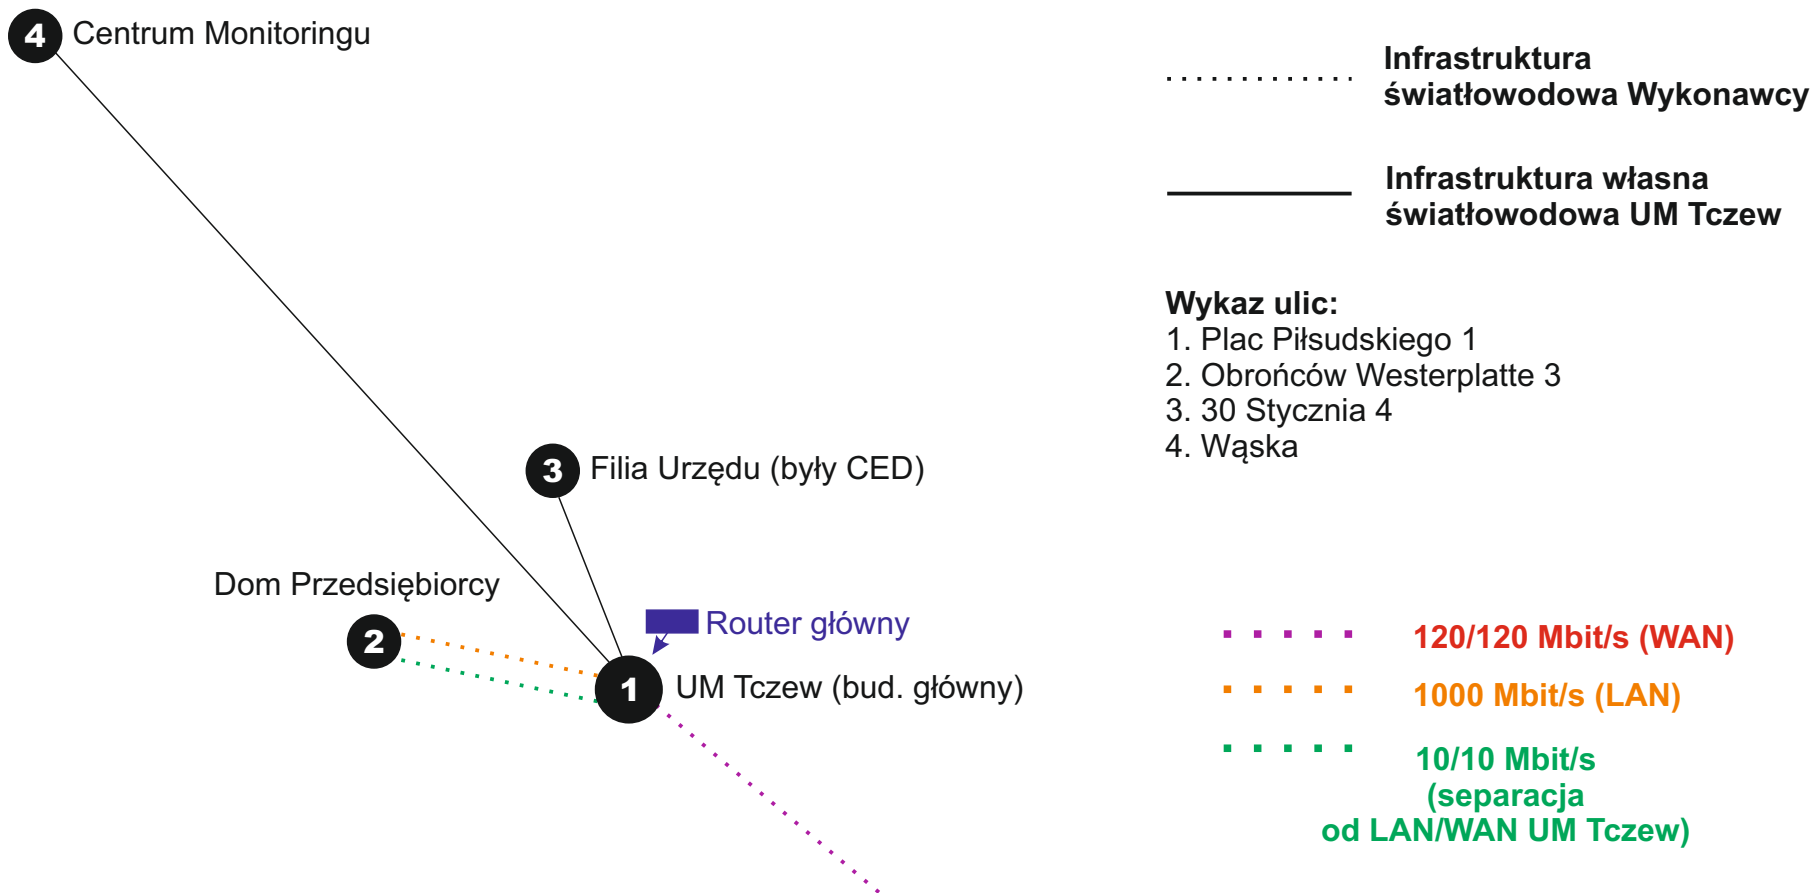 4 Centrum Monitoringu
Infrastruktura
światłowodowa Wykonawcy
Infrastruktura własna
światłowodowa UM Tczew
Wykaz ulic:
1. Plac Piłsudskiego 1
2. Obrońców Westerplatte 3
3. 30 Stycznia 4
4. Wąska
3 Filia Urzędu (były CED)
Dom Przedsiębiorcy
2
Router główny
1 UM Tczew (bud. główny)
120/120 Mbit/s (WAN)
1000 Mbit/s (LAN)
10/10 Mbit/s
(separacja
od LAN/WAN UM Tczew)